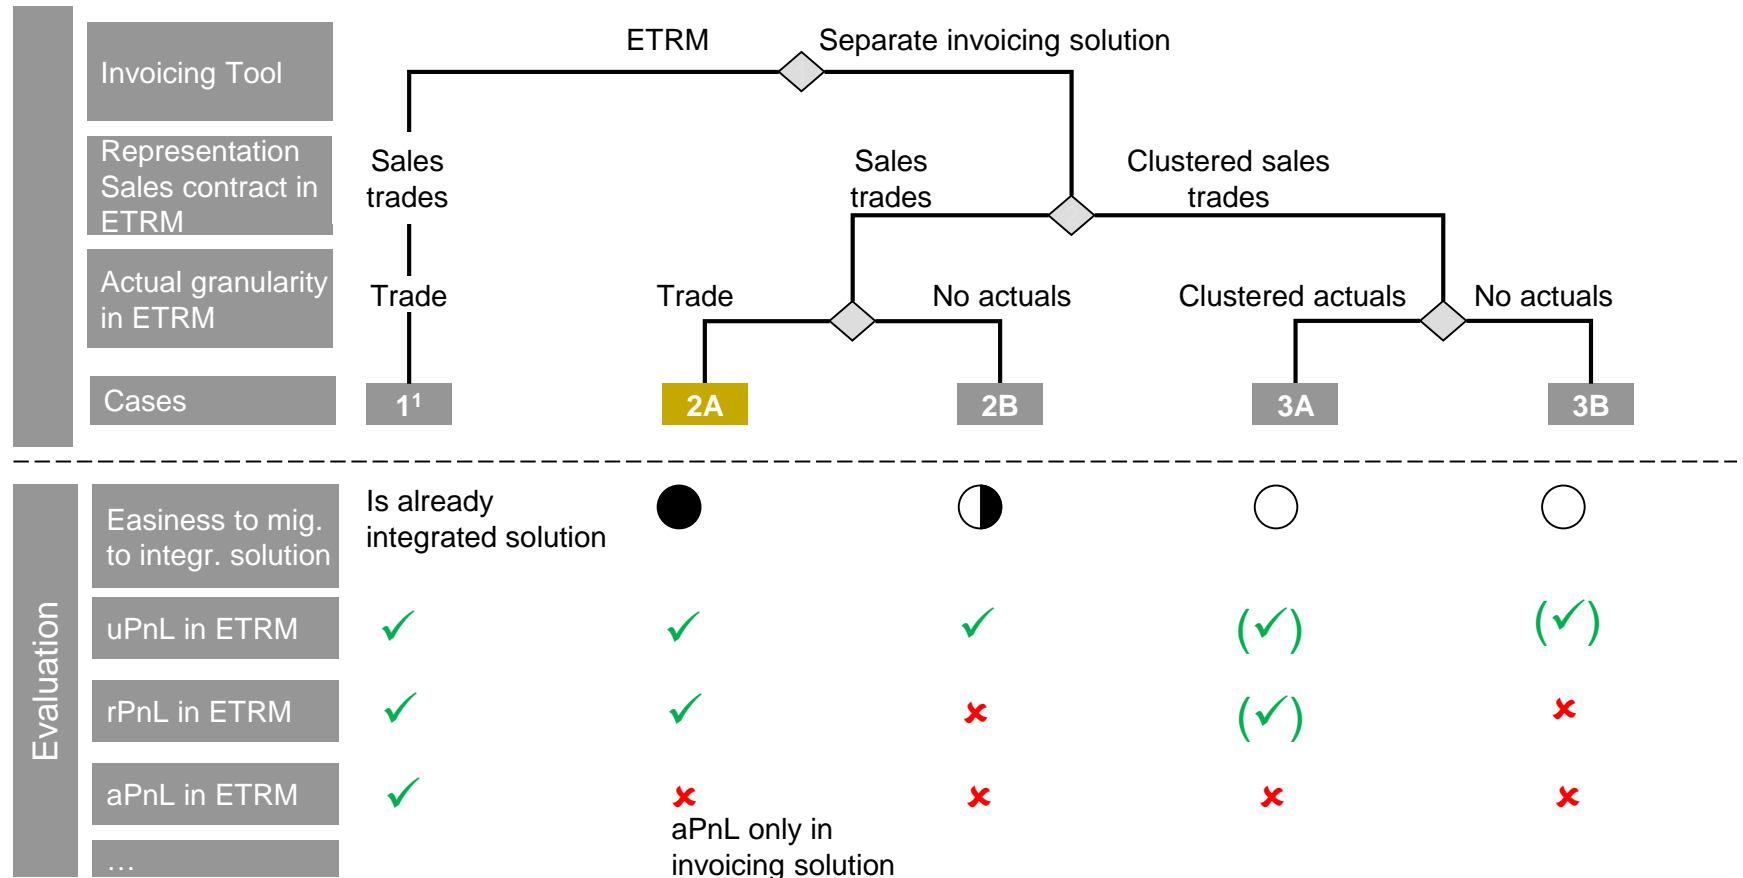 ETRM
Separate invoicing solution
Invoicing Tool
Representation
Sales contract in
ETRM
Sales
trades
Sales
trades
Clustered sales
trades
Actual granularity
in ETRM
Trade
Trade
No actuals
Clustered actuals
No actuals
Cases
1¹
2A
2B
3A
3B
Evaluation
Easiness to mig.
to integr. solution
Is already
integrated solution
uPnL in ETRM
✓
✓
✓
(✓)
(✓)
rPnL in ETRM
✓
✓
✘
(✓)
✘
aPnL in ETRM
✓
✘
✘
✘
✘
aPnL only in
invoicing solution
…